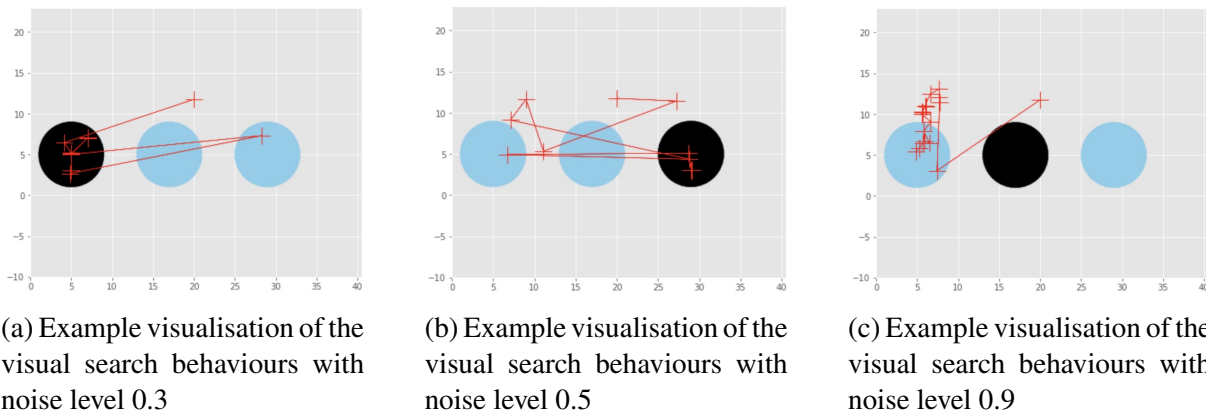 20
15
10
5
0
−5
−10
0 5 10 15 20 25 30 35 40
20
15
10
5
0
−5
−10
0 5 10 15 20 25 30 35 40
20
15
10
5
0
−5
−10
0 5 10 15 20 25 30 35 40
(a) Example visualisation of the
visual search behaviours with
noise level 0.3
(b) Example visualisation of the
visual search behaviours with
noise level 0.5
(c) Example visualisation of the
visual search behaviours with
noise level 0.9